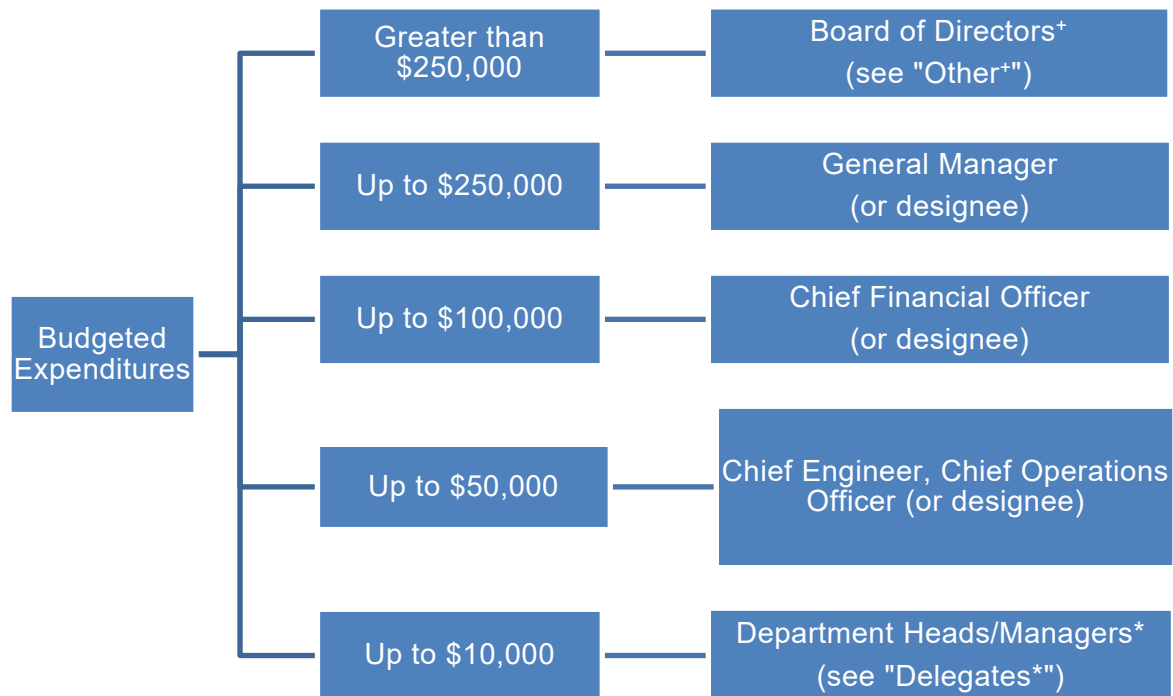 Greater than
$250,000
Board of Directors⁺
(see "Other⁺")
Up to $250,000
General Manager
(or designee)
Budgeted
Expenditures
Up to $100,000
Chief Financial Officer
(or designee)
Up to $50,000
Chief Engineer, Chief Operations
Officer (or designee)
Up to $10,000
Department Heads/Managers*
(see "Delegates*")